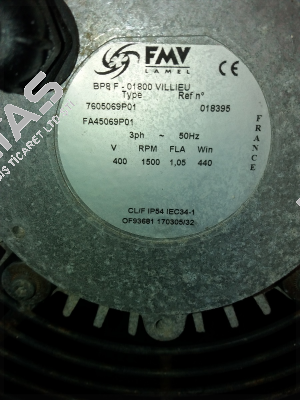 FMV
LAMEL
CE
BP8 F - 01800 VILLIEU
Type Ref n°
7605069P01 018395
FA45069P01
3ph ~ 50Hz
V RPM FLA Win
400 1500 1,05 440
CL/F IP54 IEC34-1
OF93681 170305/32
FRANCE